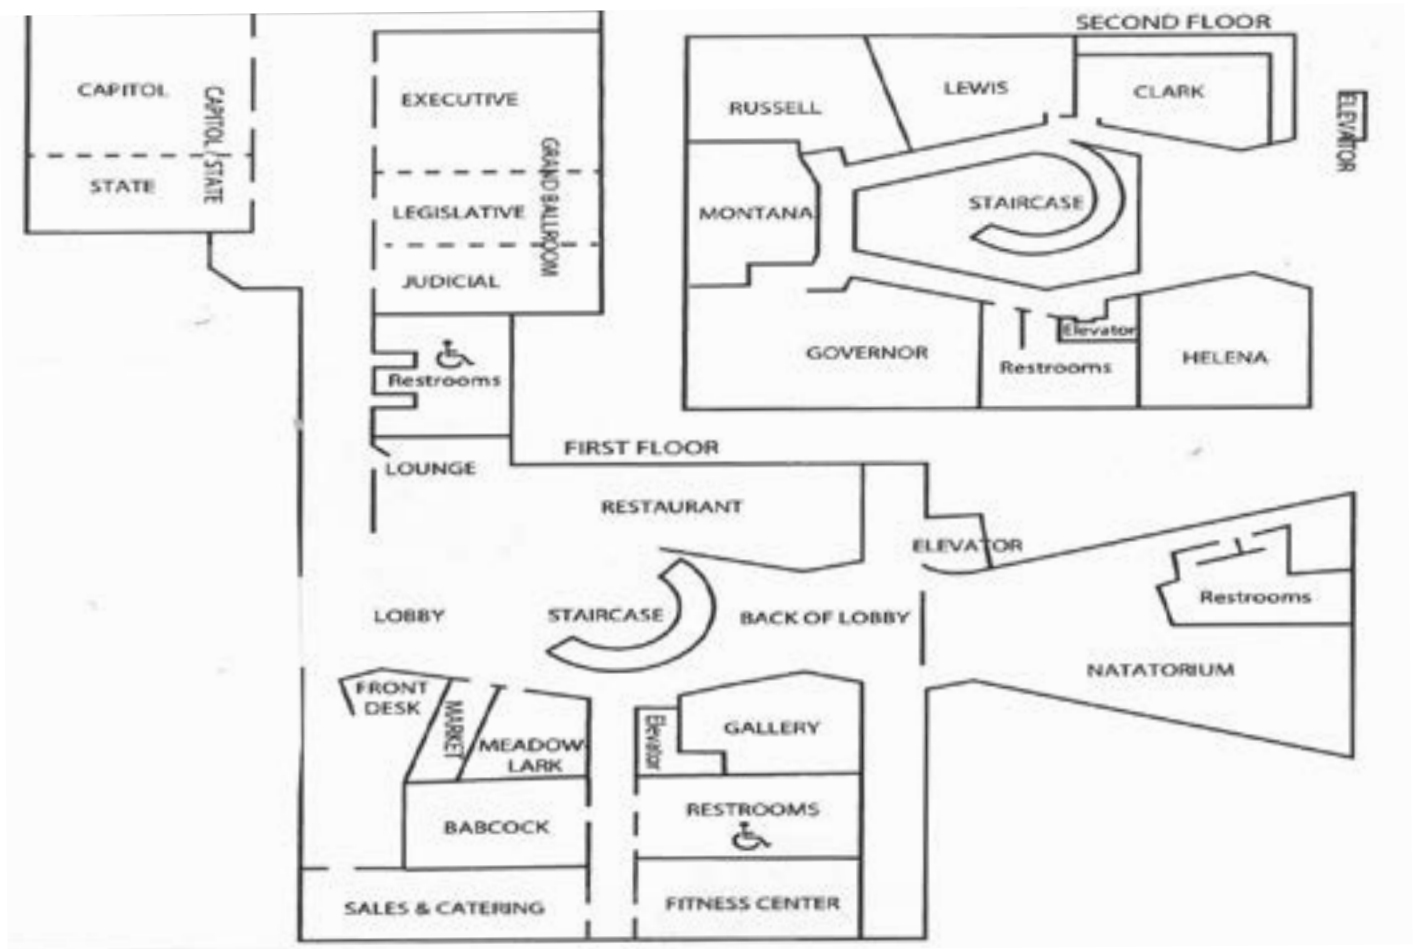 SECOND FLOOR
CAPITOL
CAPITOL / STATE
STATE
EXECUTIVE
GRAND BALLROOM
LEGISLATIVE
JUDICIAL
Restrooms
LOUNGE
RUSSELL
LEWIS
CLARK
ELEVATOR
MONTANA
STAIRCASE
GOVERNOR
Elevator
Restrooms
HELENA
FIRST FLOOR
RESTAURANT
ELEVATOR
Restrooms
LOBBY
STAIRCASE
BACK OF LOBBY
NATATORIUM
FRONT
DESK
MARKET
MEADOW
LARK
Elevator
GALLERY
BABCOCK
RESTROOMS
SALES & CATERING
FITNESS CENTER